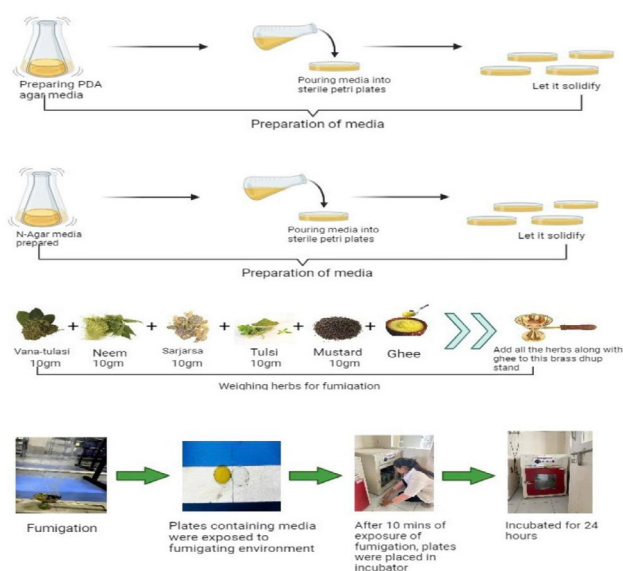 Preparing PDA
agar media
Pouring media into
sterile petri plates
Let it solidify
Preparation of media
N-Agar media
prepared
Pouring media into
sterile petri plates
Let it solidify
Preparation of media
+ + + + +
Vana-tulasi
10gm
Neem
10gm
Sarjarsa
10gm
Tulsi
10gm
Mustard
10gm
Ghee
Add all the herbs along with
ghee to this brass dhup
stand
Weighing herbs for fumigation
Fumigation
Plates containing media
were exposed to
fumigating environment
After 10 mins of
exposure of
fumigation, plates
were placed in
incubator
Incubated for 24
hours